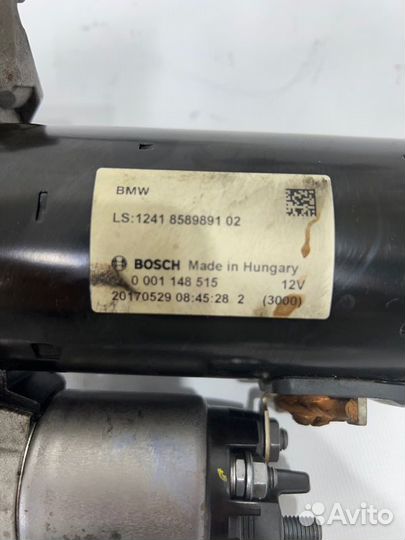 BMW
LS:1241 8589891 02
BOSCH Made in Hungary
0 001 148 515 12V
20170529 08:45:28 2 (3000)
Avito